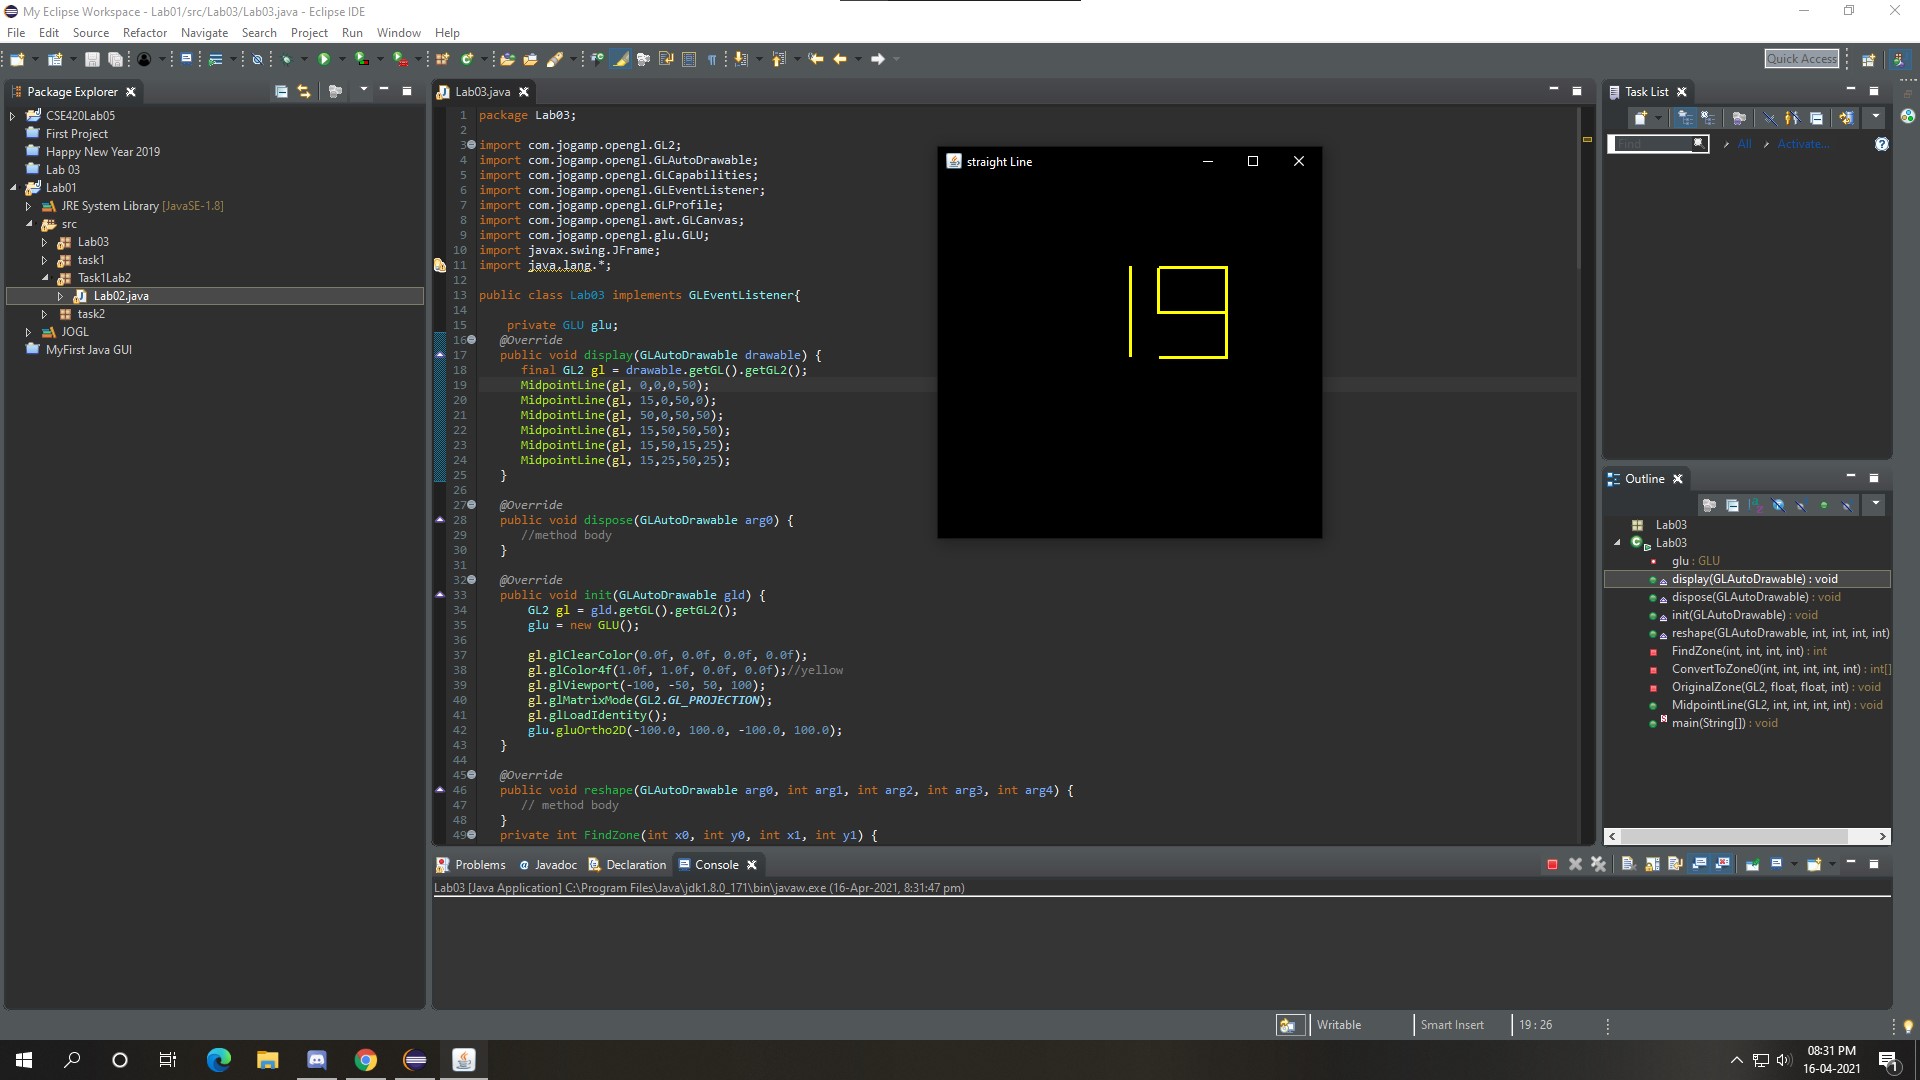 My Eclipse Workspace - Lab01/src/Lab03/Lab03.java - Eclipse IDE
File Edit Source Refactor Navigate Search Project Run Window Help
Quick Access
Package Explorer
CSE420Lab05
First Project
Happy New Year 2019
Lab 03
Lab01
JRE System Library [JavaSE-1.8]
src
Lab03
task1
Task1Lab2
Lab02.java
task2
JOGL
MyFirst Java GUI
Lab03.java
1 package Lab03;
2
3 import com.jogamp.opengl.GL2;
4 import com.jogamp.opengl.GLAutoDrawable;
5 import com.jogamp.opengl.GLCapabilities;
6 import com.jogamp.opengl.GLEventListener;
7 import com.jogamp.opengl.GLProfile;
8 import com.jogamp.opengl.awt.GLCanvas;
9 import com.jogamp.opengl.glu.GLU;
10 import javax.swing.JFrame;
11 import java.lang.*;
12
13 public class Lab03 implements GLEventListener{
14
15 private GLU glu;
16 @Override
17 public void display(GLAutoDrawable drawable) {
18 final GL2 gl = drawable.getGL().getGL2();
19 MidpointLine(gl, 0,0,0,50);
20 MidpointLine(gl, 15,0,50,0);
21 MidpointLine(gl, 50,0,50,50);
22 MidpointLine(gl, 15,50,50,50);
23 MidpointLine(gl, 15,50,15,25);
24 MidpointLine(gl, 15,25,50,25);
25 }
26
27 @Override
28 public void dispose(GLAutoDrawable arg0) {
29 //method body
30 }
31
32 @Override
33 public void init(GLAutoDrawable gld) {
34 GL2 gl = gld.getGL().getGL2();
35 glu = new GLU();
36
37 gl.glClearColor(0.0f, 0.0f, 0.0f, 0.0f);
38 gl.glColor4f(1.0f, 1.0f, 0.0f, 0.0f);//yellow
39 gl.glViewport(-100, -50, 50, 100);
40 gl.glMatrixMode(GL2.GL_PROJECTION);
41 gl.glLoadIdentity();
42 glu.gluOrtho2D(-100.0, 100.0, -100.0, 100.0);
43 }
44
45 @Override
46 public void reshape(GLAutoDrawable arg0, int arg1, int arg2, int arg3, int arg4) {
47 // method body
48 }
49 private int FindZone(int x0, int y0, int x1, int y1) {
straight Line
19
Task List
Find
All
Activate...
Outline
Lab03
Lab03
glu : GLU
display(GLAutoDrawable) : void
dispose(GLAutoDrawable) : void
init(GLAutoDrawable) : void
reshape(GLAutoDrawable, int, int, int, int)
FindZone(int, int, int, int) : int
ConvertToZone0(int, int, int, int, int) : int[]
OriginalZone(GL2, float, float, int) : void
MidpointLine(GL2, int, int, int, int) : void
main(String[]) : void
Problems @ Javadoc Declaration Console
Lab03 [Java Application] C:\Program Files\Java\jdk1.8.0_171\bin\javaw.exe (16-Apr-2021, 8:31:47 pm)
Writable Smart Insert 19 : 26
08:31 PM
16-04-2021
1